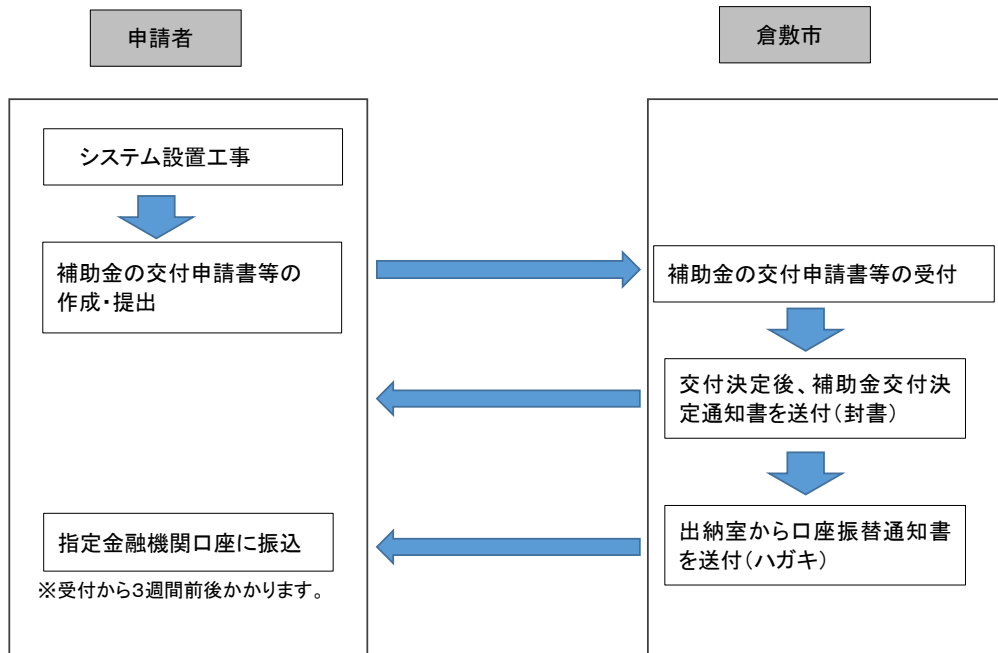 申請者
倉敷市
システム設置工事
補助金の交付申請書等の
作成・提出
補助金の交付申請書等の受付
交付決定後、補助金交付決
定通知書を送付(封書)
出納室から口座振替通知書
を送付(ハガキ)
指定金融機関口座に振込
※受付から3週間前後かかります。